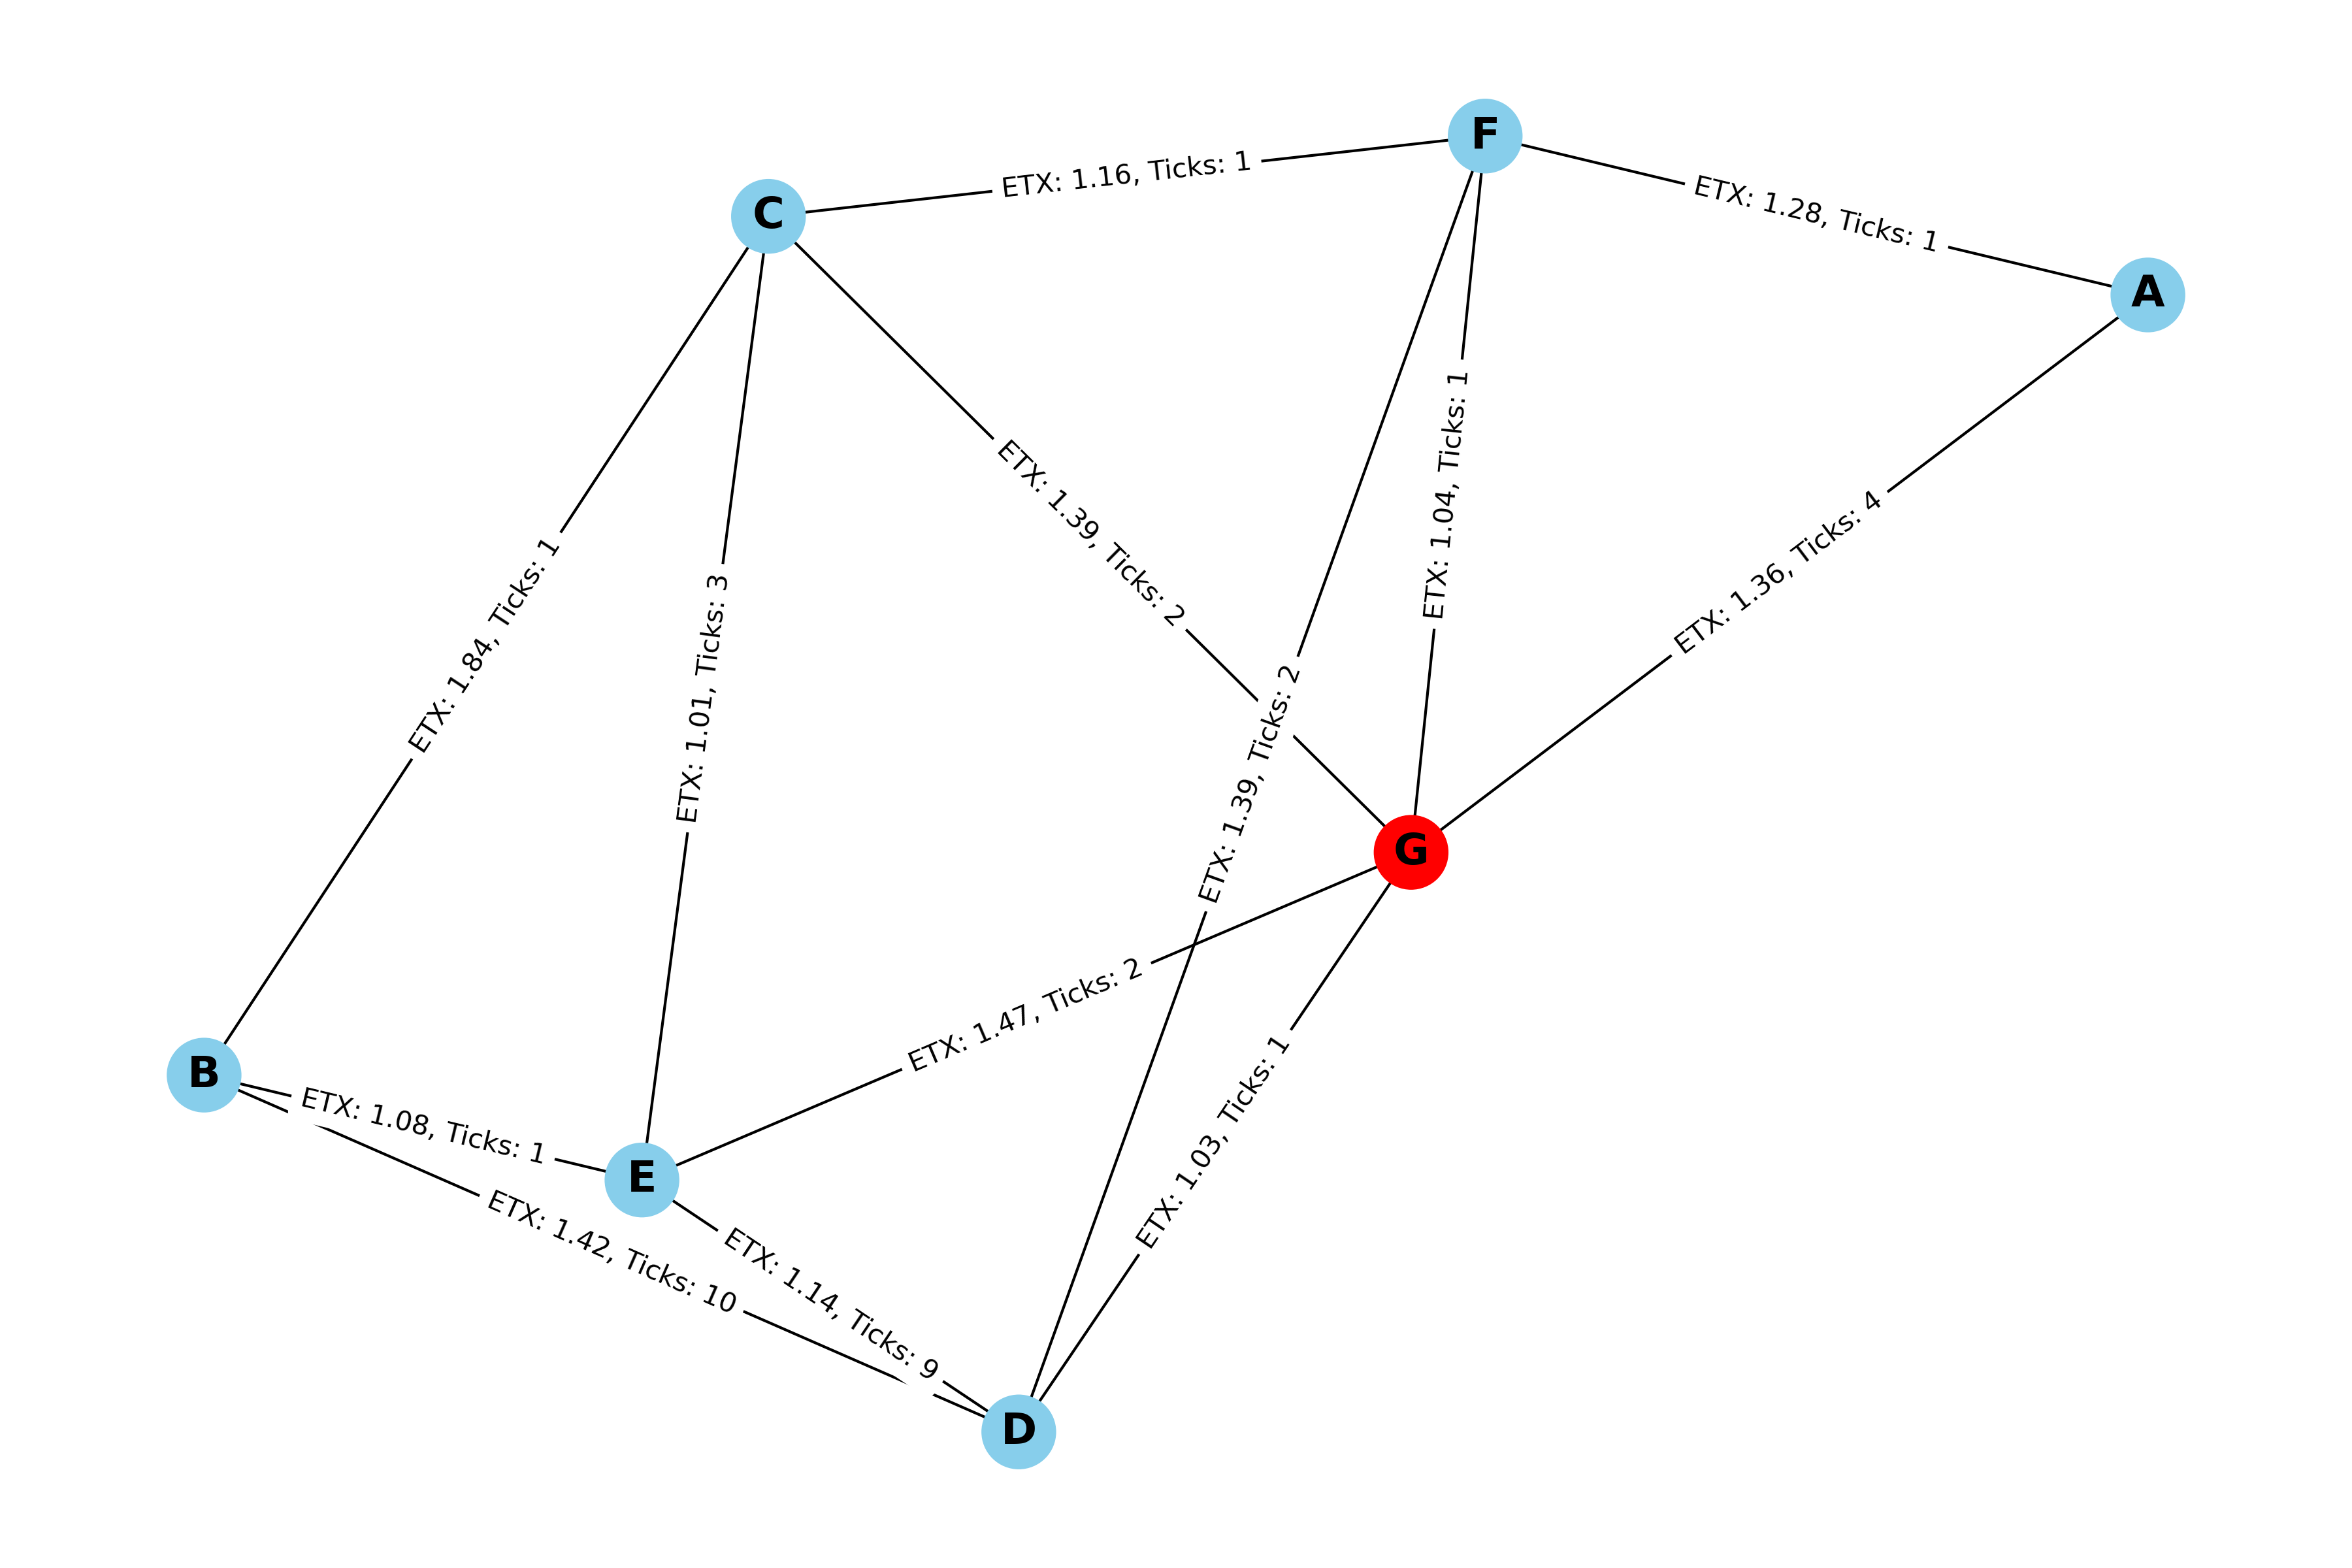 F
ETX: 1.16, Ticks: 1
ETX: 1.28, Ticks: 1
C
A
ETX: 1.39, Ticks: 2
ETX: 1.04, Ticks: 1
ETX: 1.36, Ticks: 4
ETX: 1.84, Ticks: 1
ETX: 1.01, Ticks: 3
ETX: 1.39, Ticks: 2
G
ETX: 1.47, Ticks: 2
B
ETX: 1.08, Ticks: 1
ETX: 1.03, Ticks: 1
E
ETX: 1.42, Ticks: 10
ETX: 1.14, Ticks: 9
D